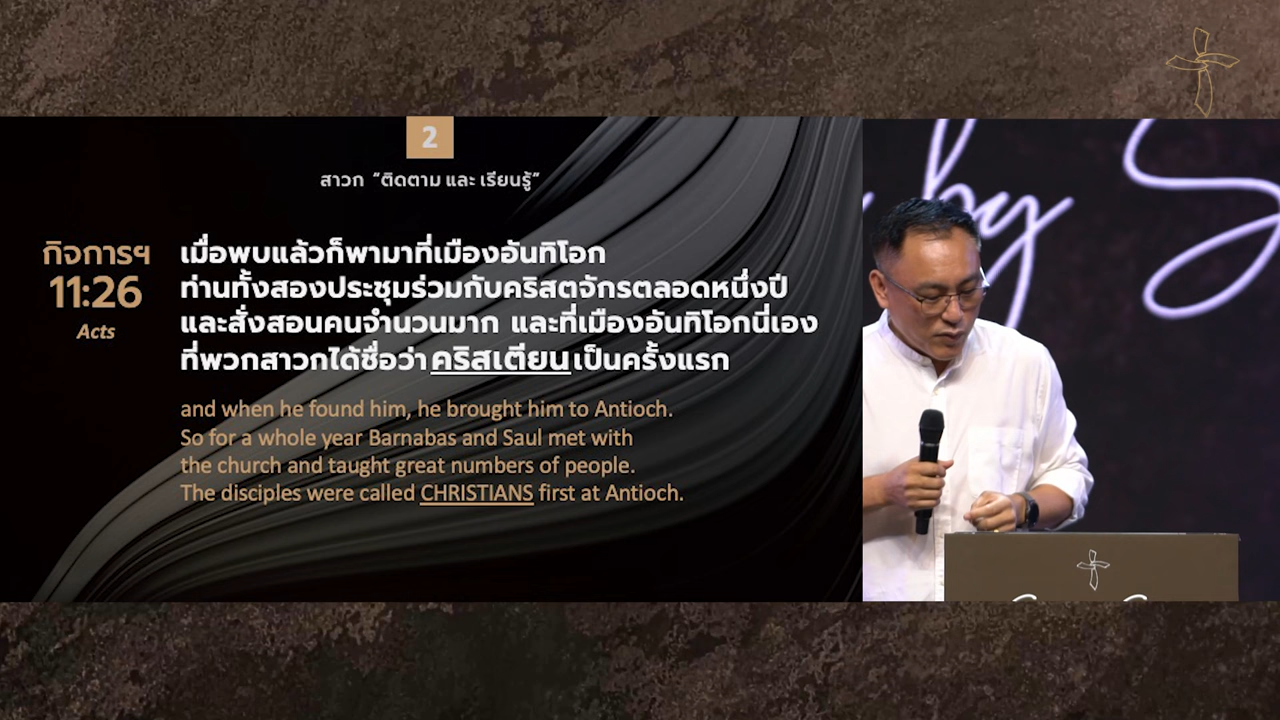 2
สาวก “ติดตาม และ เรียนรู้”
กิจการฯ
11:26
Acts
เมื่อพบแล้วก็พามาที่เมืองอันทิโอก
ท่านทั้งสองประชุมร่วมกับคริสตจักรตลอดหนึ่งปี
และสั่งสอนคนจำนวนมาก และที่เมืองอันทิโอกนี่เอง
ที่พวกสาวกได้ชื่อว่าคริสเตียนเป็นครั้งแรก
and when he found him, he brought him to Antioch.
So for a whole year Barnabas and Saul met with
the church and taught great numbers of people.
The disciples were called CHRISTIANS first at Antioch.
by S